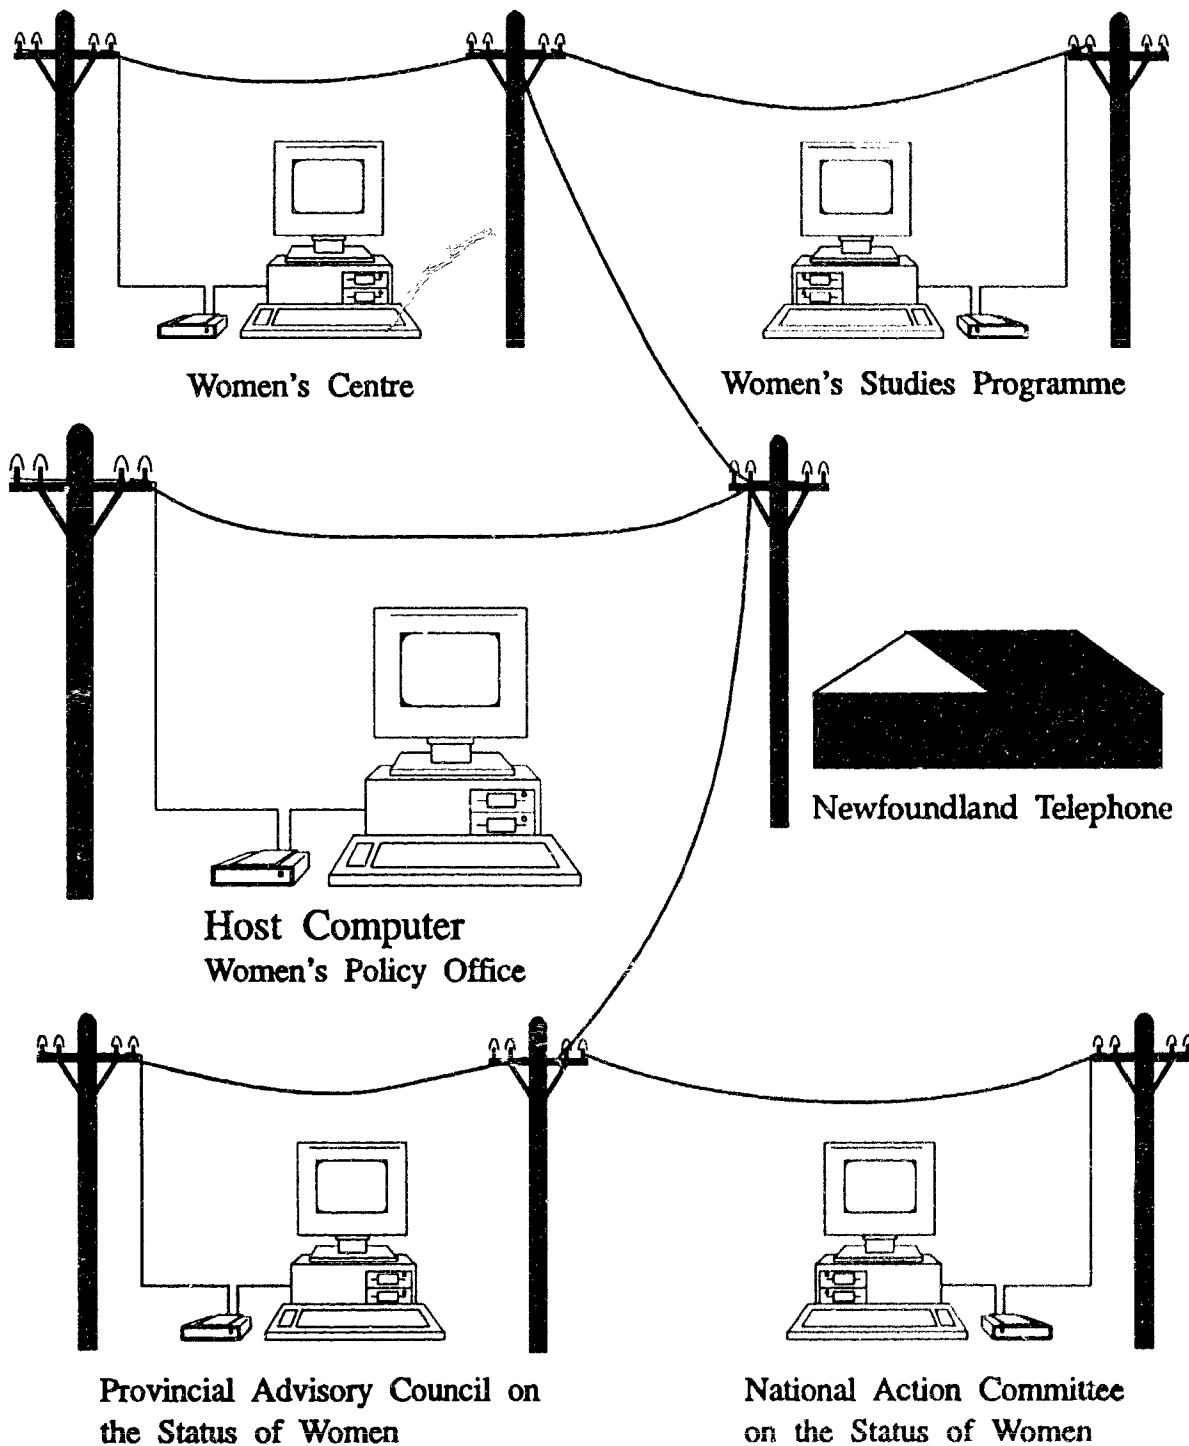 Women's Centre
Women's Studies Programme
Newfoundland Telephone
Host Computer
Women's Policy Office
Provincial Advisory Council on
the Status of Women
National Action Committee
on the Status of Women